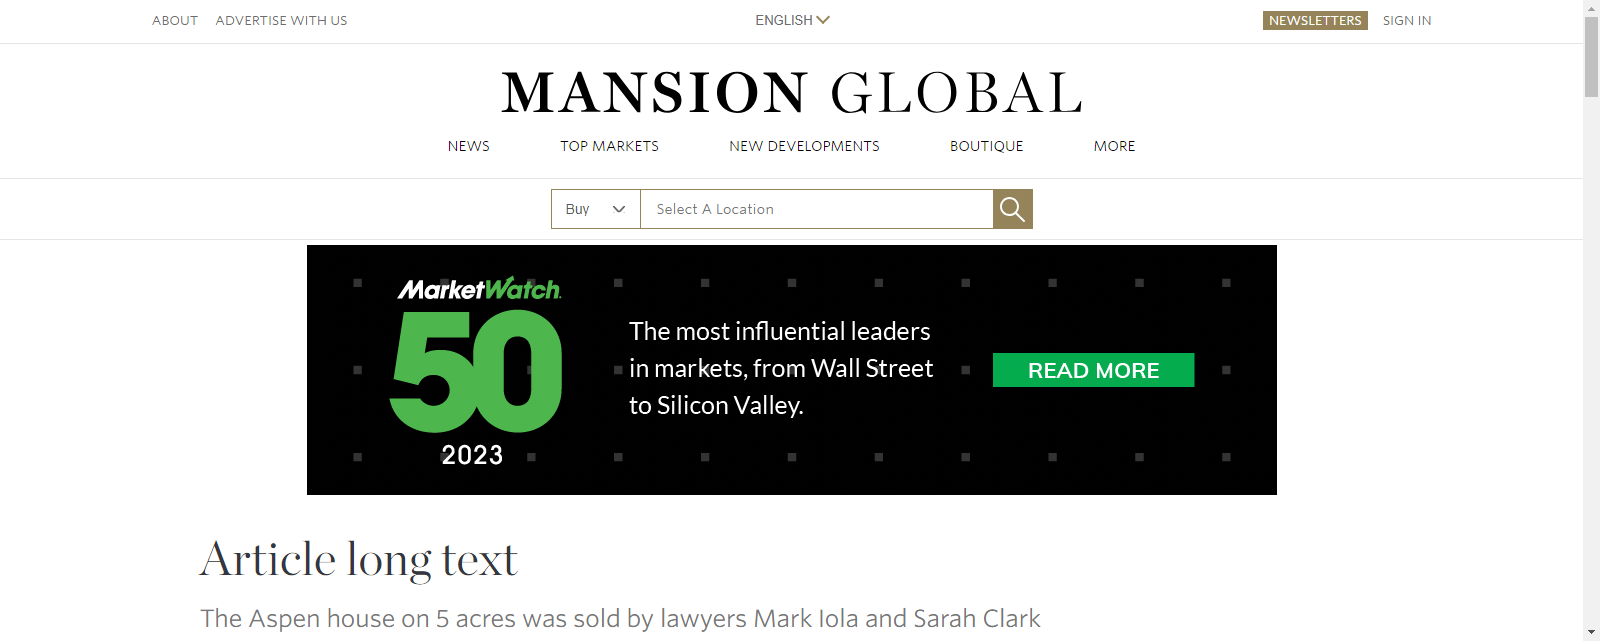 ABOUT ADVERTISE WITH US ENGLISH NEWSLETTERS SIGN IN
MANSION GLOBAL
NEWS TOP MARKETS NEW DEVELOPMENTS BOUTIQUE MORE
Buy Select A Location
MarketWatch
50
2023
The most influential leaders
in markets, from Wall Street
to Silicon Valley.
READ MORE
Article long text
The Aspen house on 5 acres was sold by lawyers Mark Iola and Sarah Clark